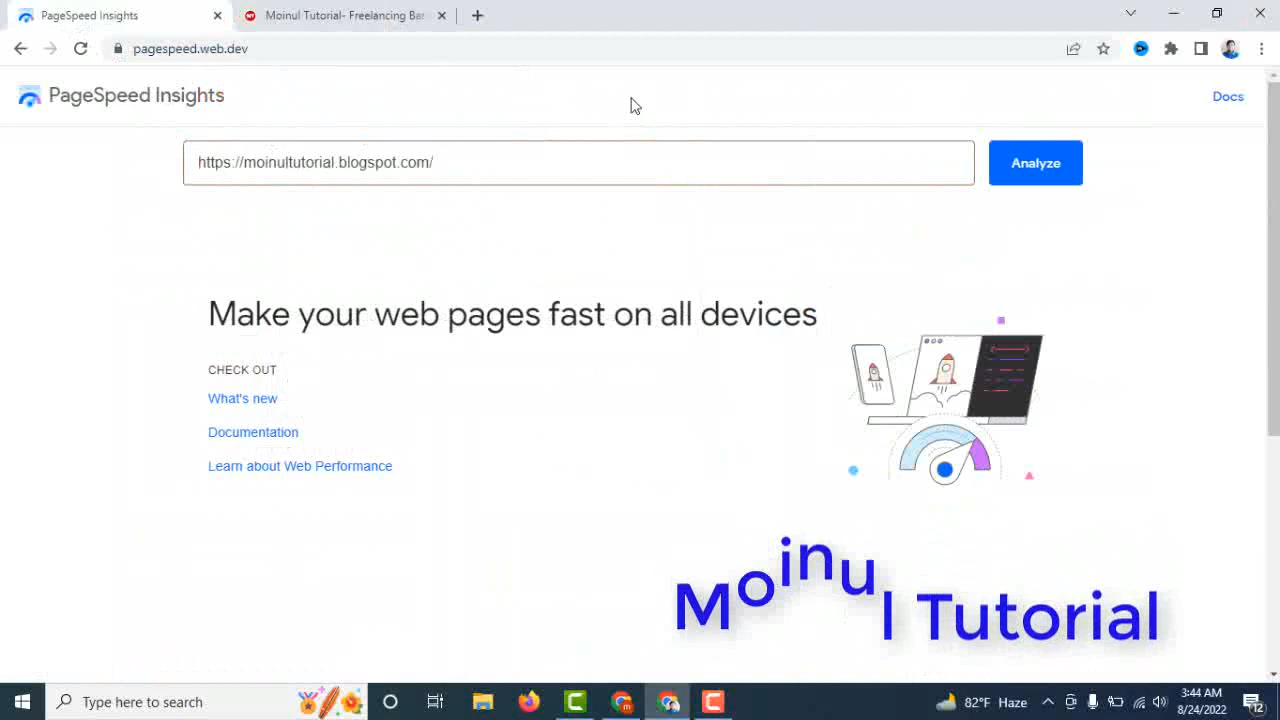 PageSpeed Insights
Moinul Tutorial- Freelancing Bas
pagespeed.web.dev
PageSpeed Insights
Docs
https://moinultutorial.blogspot.com/
Analyze
Make your web pages fast on all devices
CHECK OUT
What's new
Documentation
Learn about Web Performance
Moinul Tutorial
Type here to search
82°F Haze
3:44 AM
8/24/2022
12